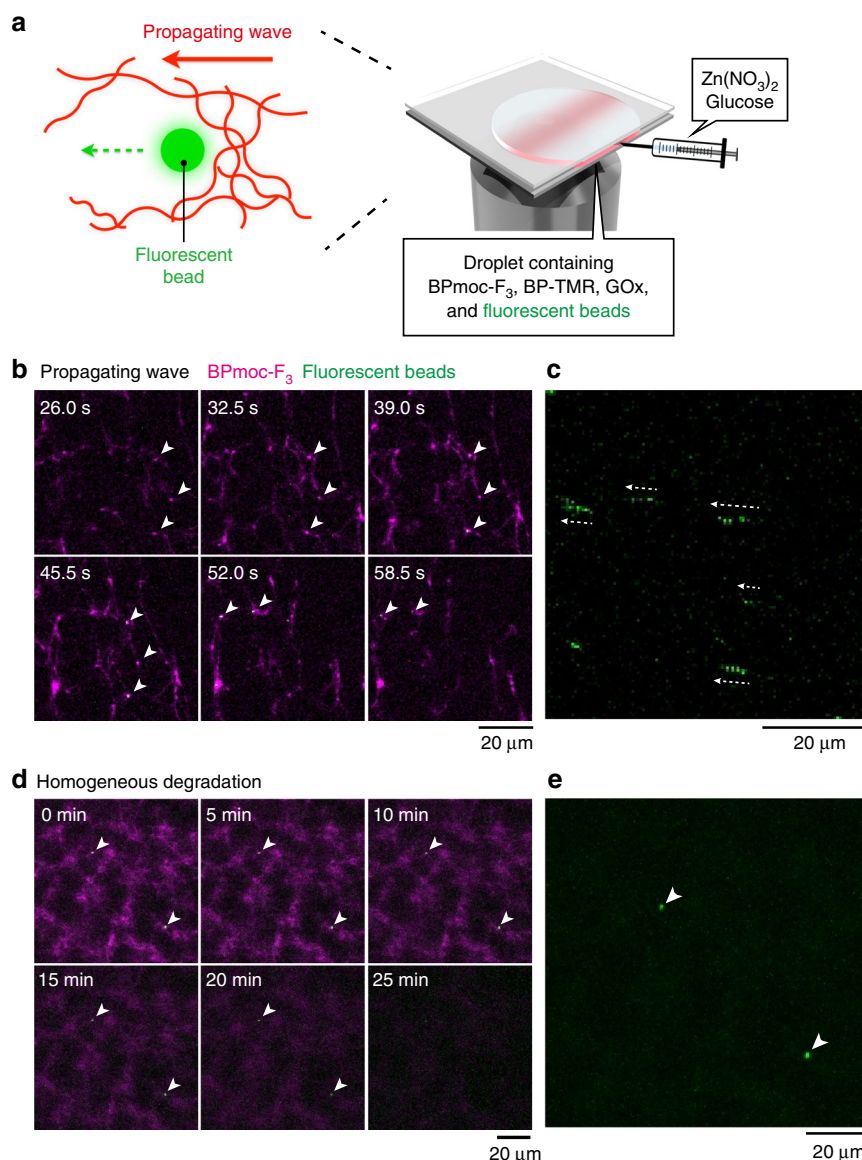 a
Propagating wave
Fluorescent
bead
Zn(NO₃)₂
Glucose
Droplet containing
BPmoc-F₃, BP-TMR, GOx,
and fluorescent beads
b Propagating wave BPmoc-F₃ Fluorescent beads
26.0 s
32.5 s
39.0 s
45.5 s
52.0 s
58.5 s
20 μm
c
20 μm
d Homogeneous degradation
0 min
5 min
10 min
15 min
20 min
25 min
20 μm
e
20 μm